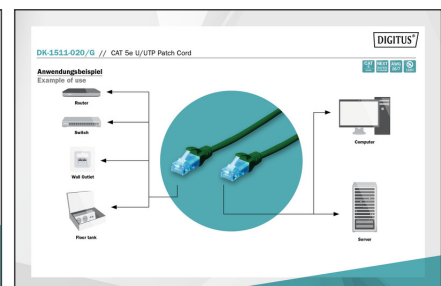 DIGITUS®
DK-1511-020/G // CAT 5e U/UTP Patch Cord
Anwendungsbeispiel
Example of use
Router
Switch
Wall Outlet
Floor tank
Computer
Server